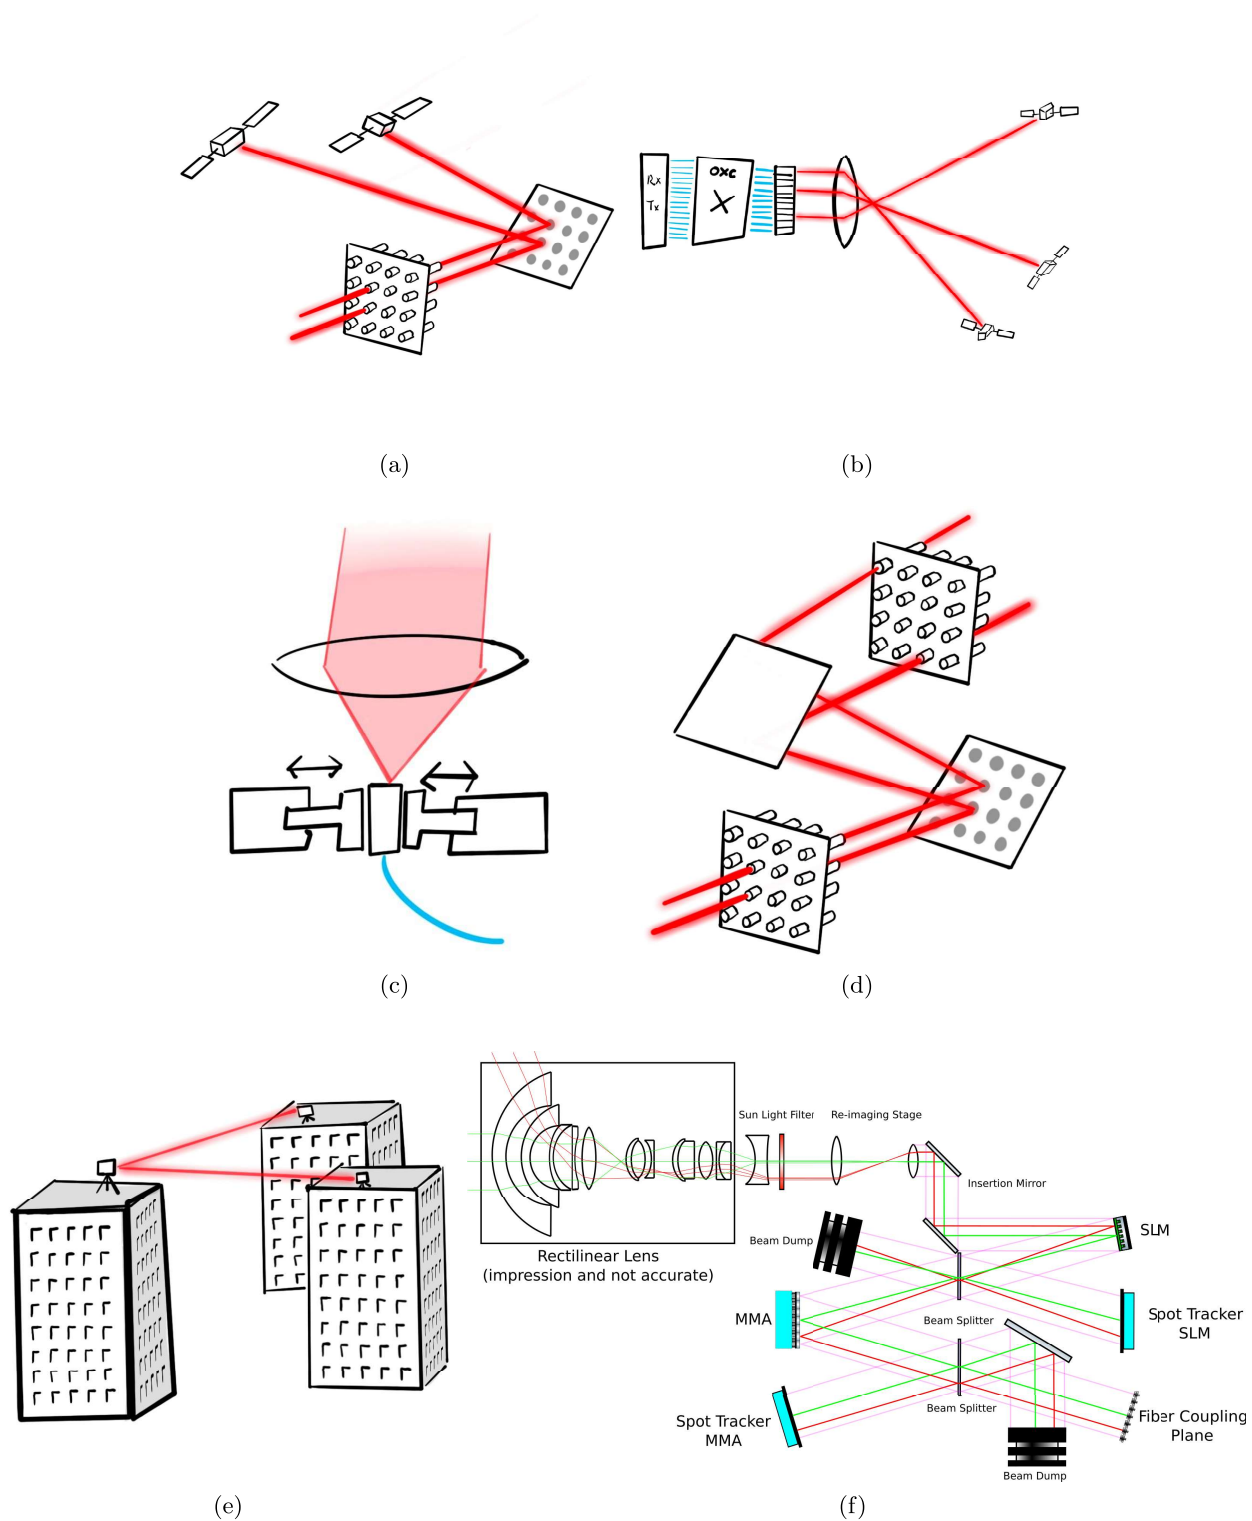 Rx
Tx
OXC
(a)
(b)
(c)
(d)
Sun Light Filter
Re-imaging Stage
Insertion Mirror
SLM
Beam Dump
Rectilinear Lens
(impression and not accurate)
MMA
Beam Splitter
Spot Tracker
SLM
Beam Splitter
Spot Tracker
MMA
Fiber Coupling
Plane
Beam Dump
(e)
(f)